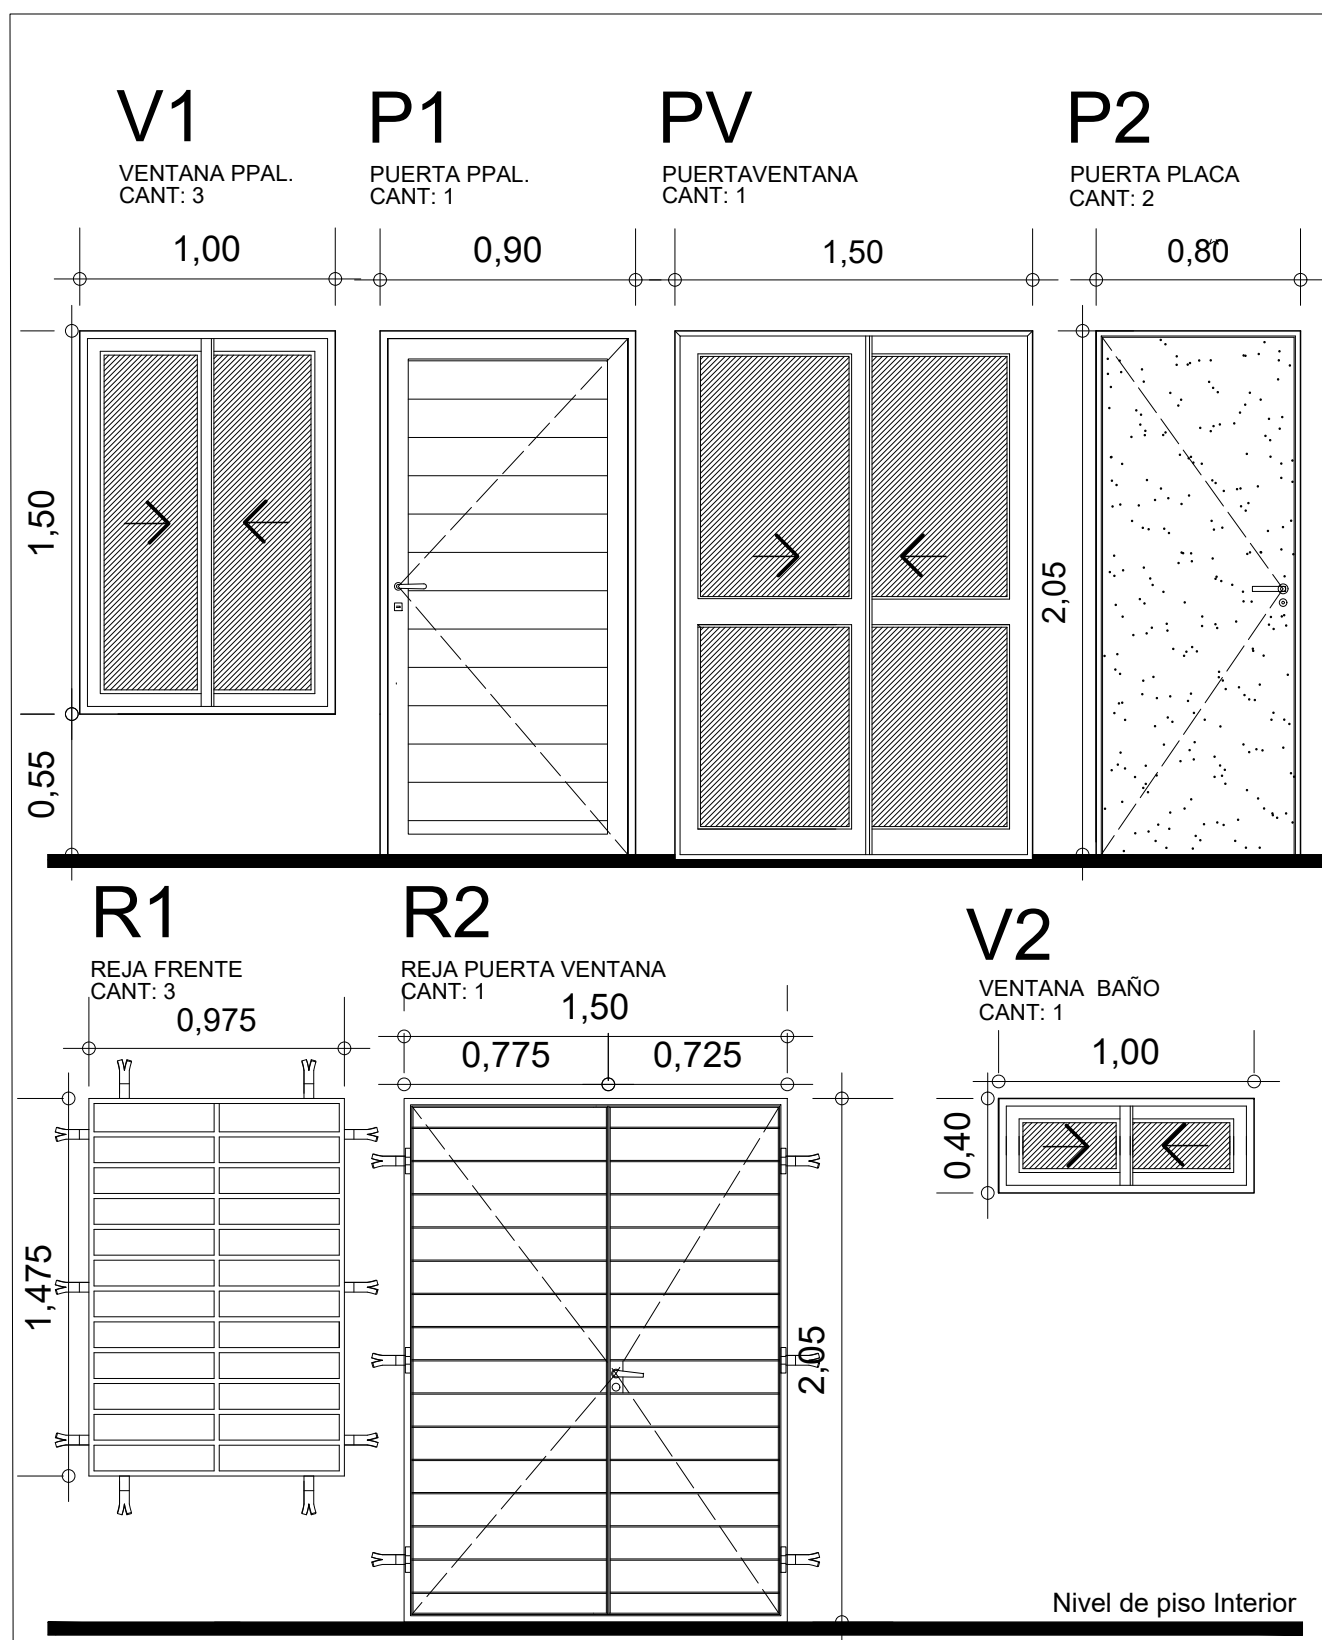 V1
VENTANA PPAL.
CANT: 3
1,00
1,50
0,55
P1
PUERTA PPAL.
CANT: 1
0,90
PV
PUERTAVENTANA
CANT: 1
1,50
P2
PUERTA PLACA
CANT: 2
0,80
2,05
R1
REJA FRENTE
CANT: 3
0,975
1,475
R2
REJA PUERTA VENTANA
CANT: 1
1,50
0,775
0,725
2,05
V2
VENTANA BAÑO
CANT: 1
1,00
0,40
Nivel de piso Interior